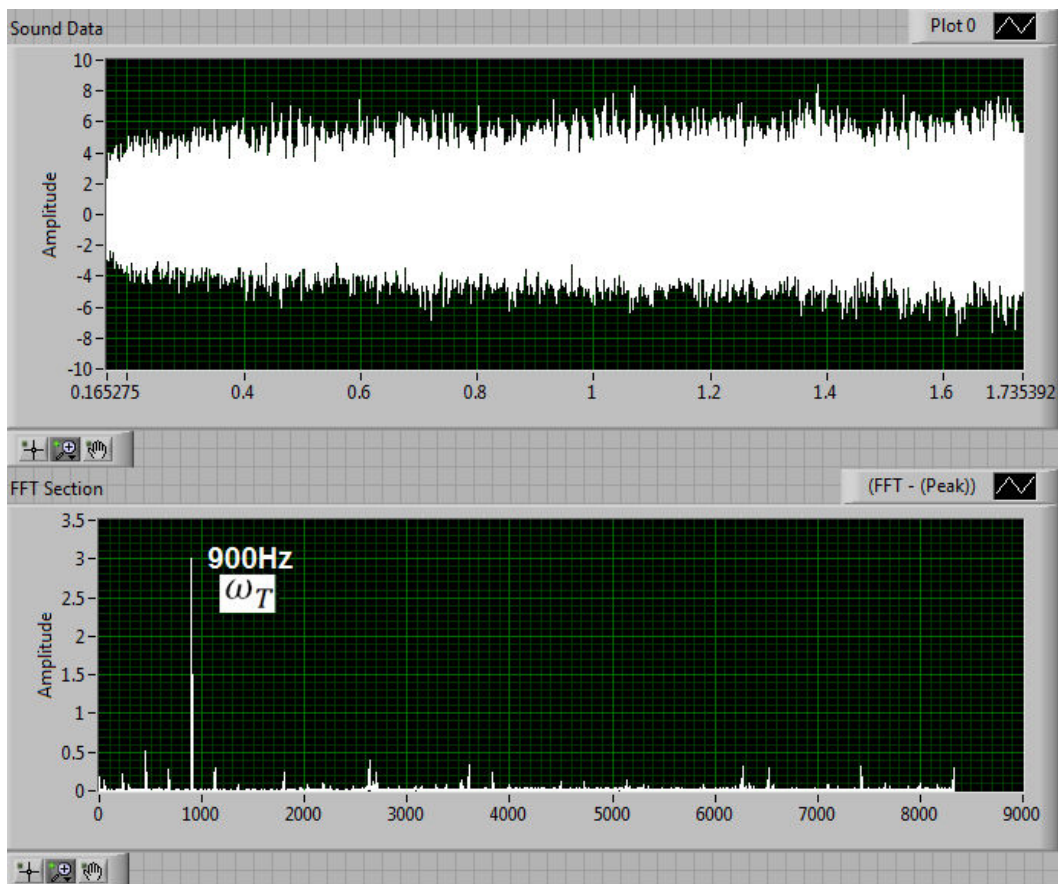 Sound Data
Plot 0
10
8
6
4
2
0
-2
-4
-6
-8
-10
Amplitude
0.165275 0.4 0.6 0.8 1 1.2 1.4 1.6 1.735392
FFT Section
(FFT - (Peak))
3.5
3
2.5
2
1.5
1
0.5
0
Amplitude
900Hz
ω_T
0 1000 2000 3000 4000 5000 6000 7000 8000 9000